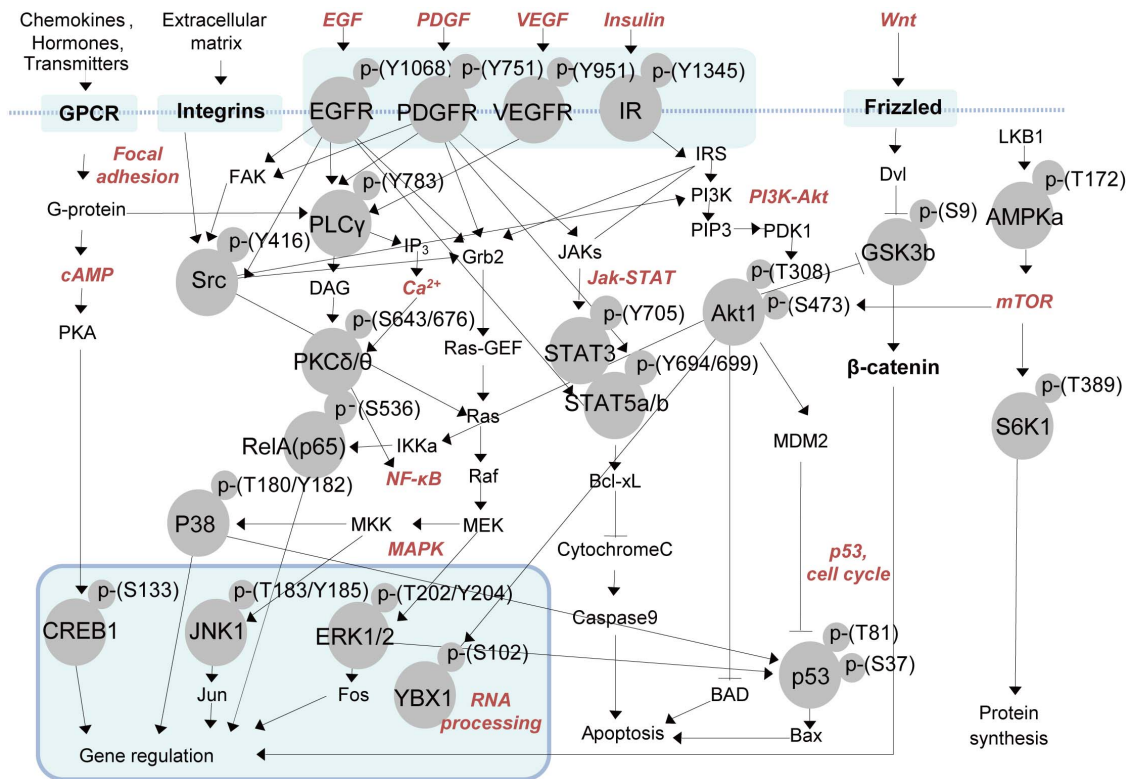 Chemokines,
Hormones,
Transmitters
Extracellular
matrix
EGF
PDGF
VEGF
Insulin
Wnt
p-(Y1068)
p-(Y751)
p-(Y951)
p-(Y1345)
GPCR
Integrins
EGFR
PDGFR
VEGFR
IR
Frizzled
LKB1
Focal
adhesion
FAK
IRS
Dvl
p-(T172)
p-(Y783)
PI3K
PI3K-Akt
G-protein
PLCγ
AMPKa
p-(S9)
PIP3
PDK1
p-(Y416)
IP3
Grb2
JAKs
GSK3b
cAMP
Src
DAG
Ca2+
Jak-STAT
p-(T308)
mTOR
p-(S473)
Akt1
PKA
p-(S643/676)
p-(Y705)
Ras-GEF
STAT3
PKCδ/θ
p-(Y694/699)
β-catenin
p-(T389)
STAT5a/b
p-(S536)
Ras
S6K1
RelA(p65)
IKKa
MDM2
NF-κB
Raf
Bcl-xL
p-(T180/Y182)
P38
MKK
MEK
MAPK
CytochromeC
p53,
cell cycle
p-(S133)
p-(T183/Y185)
p-(T202/Y204)
Caspase9
CREB1
JNK1
ERK1/2
p-(T81)
p-(S102)
p-(S37)
p53
Jun
Fos
YBX1
RNA
processing
BAD
Gene regulation
Apoptosis
Bax
Protein
synthesis